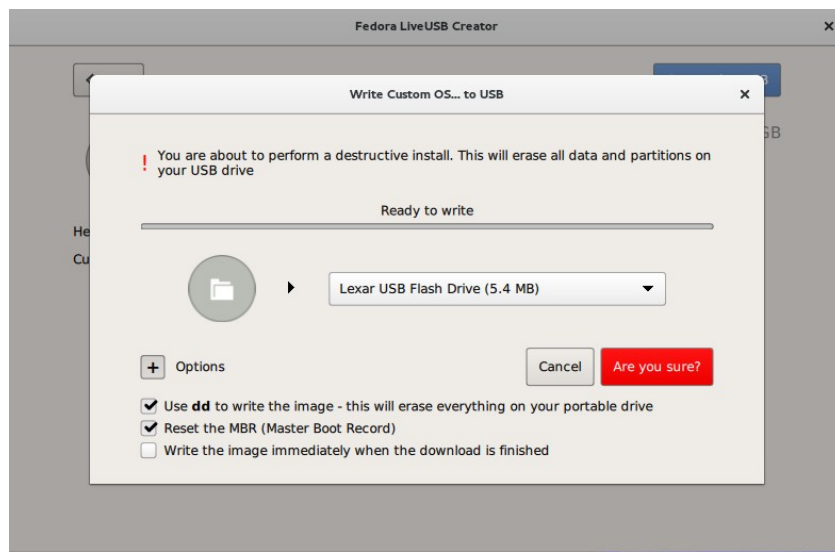 Fedora LiveUSB Creator
Write Custom OS... to USB
You are about to perform a destructive install. This will erase all data and partitions on
your USB drive
Ready to write
Lexar USB Flash Drive (5.4 MB)
Options
Cancel
Are you sure?
Use dd to write the image - this will erase everything on your portable drive
Reset the MBR (Master Boot Record)
Write the image immediately when the download is finished